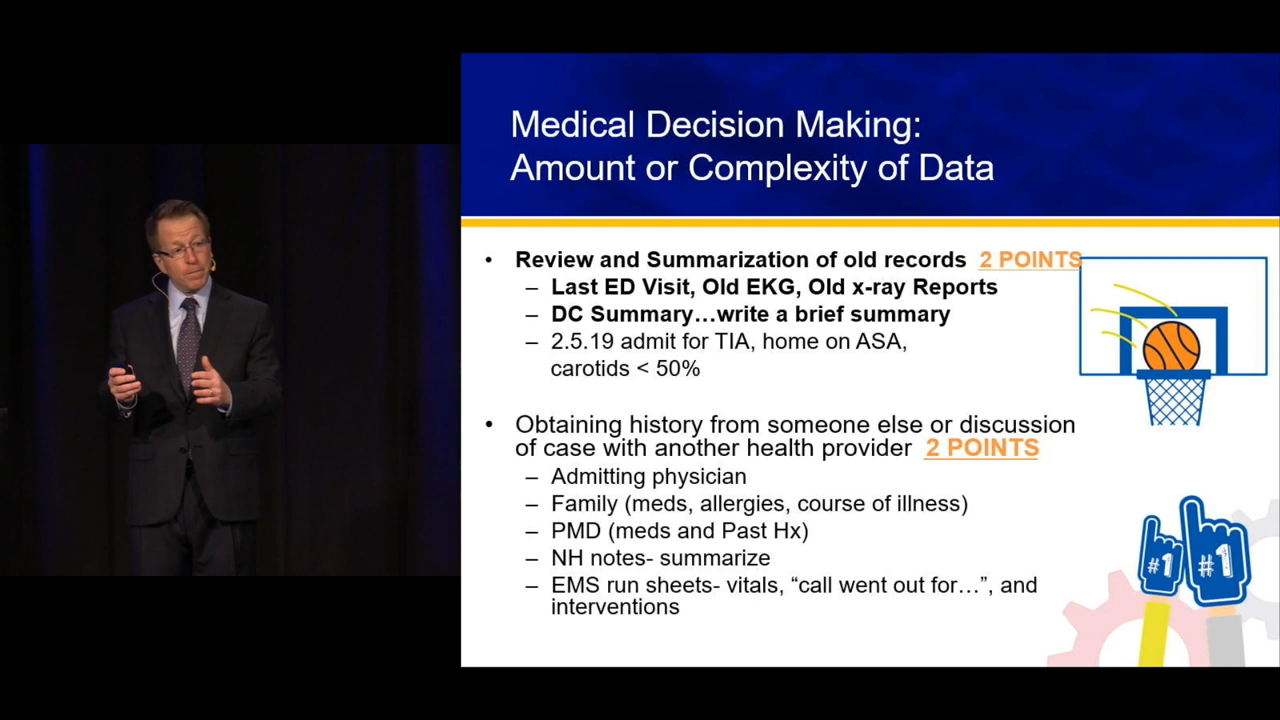 Medical Decision Making:
Amount or Complexity of Data
• Review and Summarization of old records 2 POINTS
– Last ED Visit, Old EKG, Old x-ray Reports
– DC Summary…write a brief summary
– 2.5.19 admit for TIA, home on ASA,
carotids < 50%
• Obtaining history from someone else or discussion
of case with another health provider 2 POINTS
– Admitting physician
– Family (meds, allergies, course of illness)
– PMD (meds and Past Hx)
– NH notes- summarize
– EMS run sheets- vitals, “call went out for…”, and
interventions
#1
#1